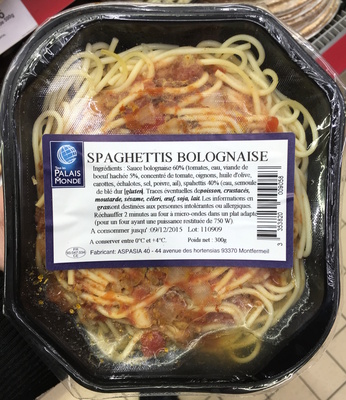 PALAIS
MONDE
SPAGHETTIS BOLOGNAISE
Ingrédients : Sauce bolognaise 60% (tomates, eau, viande de
boeuf hachée 5%, concentré de tomate, oignons, huile d'olive,
carottes, échalotes, sel, poivre, ail), spaghettis 40% (eau, semoule
de blé dur [gluten]. Traces éventuelles de poisson, crustacés,
moutarde, sésame, céleri, œuf, soja, lait. Les informations en
gras sont destinées aux personnes intolérantes ou allergiques.
Réchauffer 2 minutes au four à micro-ondes dans un plat adapté
(pour un four ayant une puissance restituée de 750 W)
A consommer jusqu' :09/12/2015 Lot :110909
A conserver entre 0°C et +4°C. Poids net : 300g
Fabricant: ASPASIA 40 - 44 avenue des hortensias 93370 Montfermeil